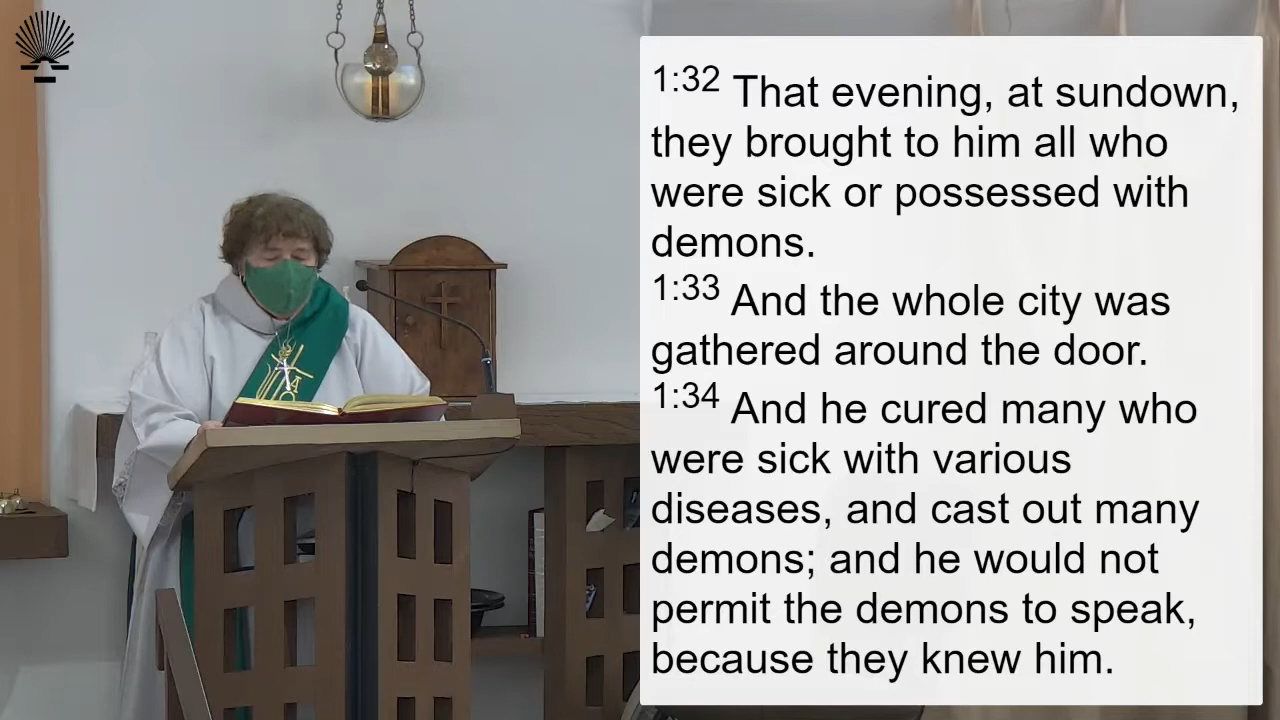 1:32 That evening, at sundown,
they brought to him all who
were sick or possessed with
demons.
1:33 And the whole city was
gathered around the door.
1:34 And he cured many who
were sick with various
diseases, and cast out many
demons; and he would not
permit the demons to speak,
because they knew him.